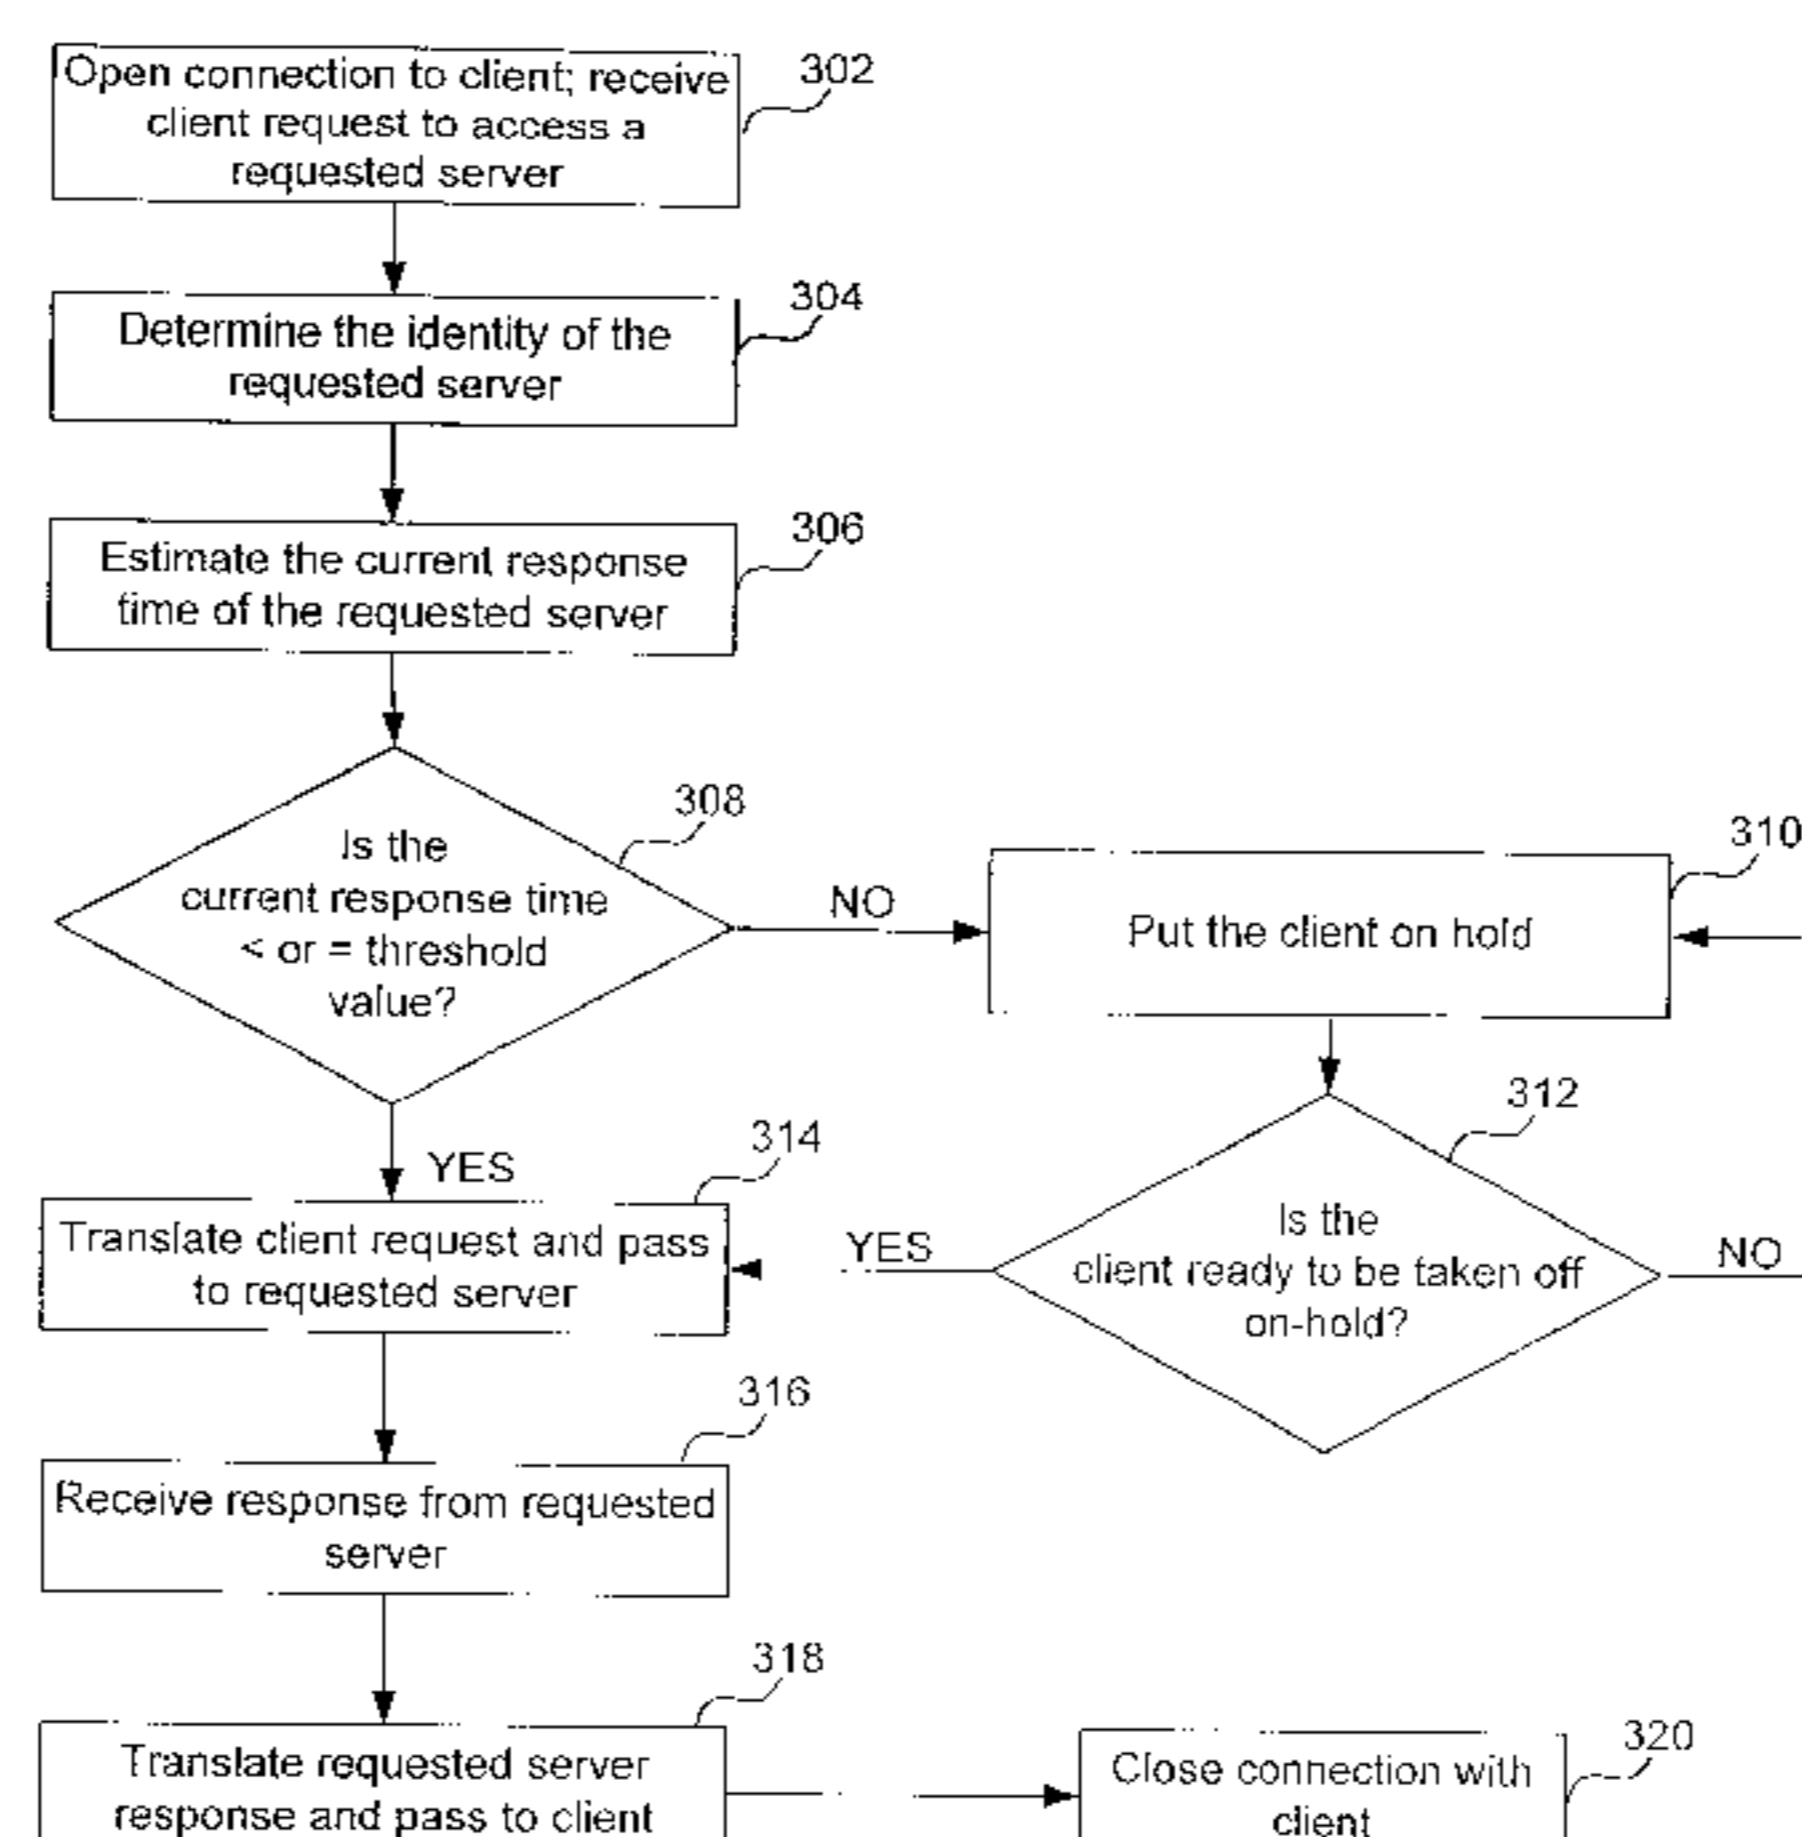 302
Open connection to client; receive
client request to access a
requested server
304
Determine the identity of the
requested server
306
Estimate the current response
time of the requested server
308
Is the
current response time
< or = threshold
value?
NO
310
Put the client on hold
YES
312
Is the
client ready to be taken off
on-hold?
YES
NO
314
Translate client request and pass
to requested server
316
Receive response from requested
server
318
Translate requested server
response and pass to client
320
Close connection with
client